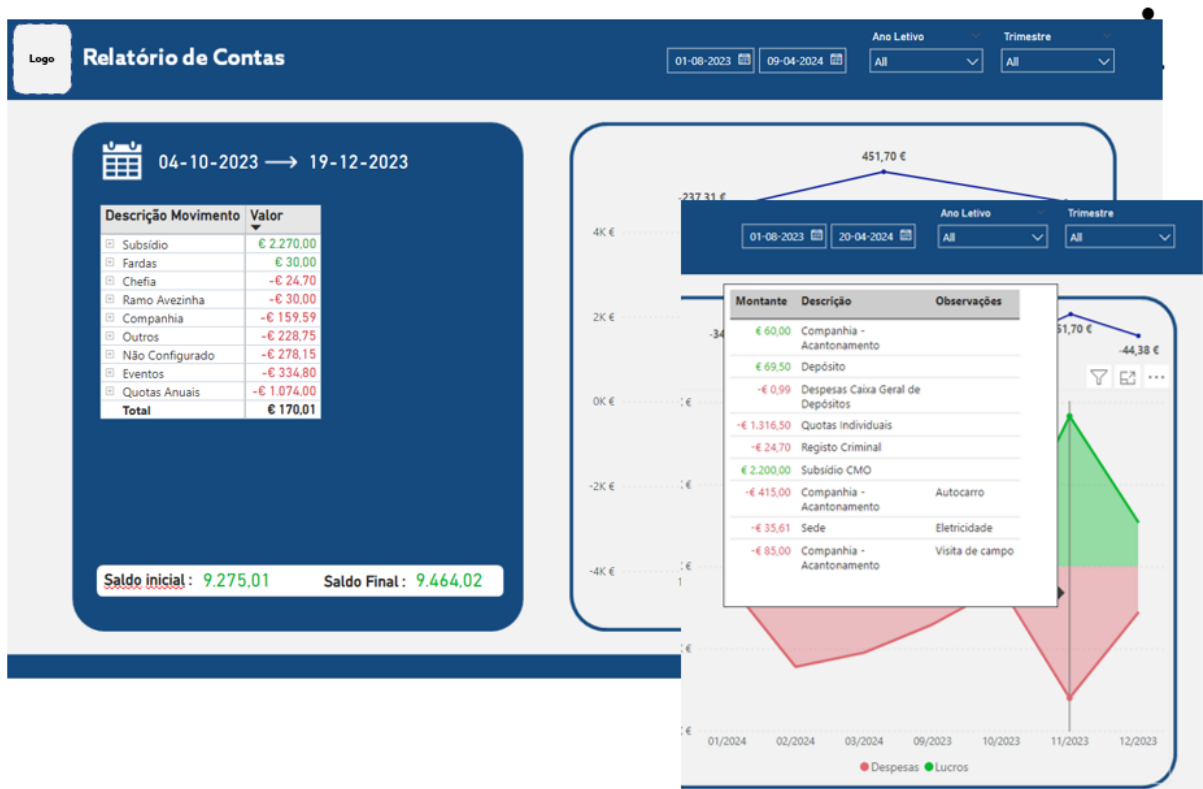 Logo
Relatório de Contas
01-08-2023
09-04-2024
Ano Letivo
All
Trimestre
All
04-10-2023 → 19-12-2023
Descrição Movimento Valor
Subsídio € 2.270,00
Fardas € 30,00
Chefia -€ 24,70
Ramo Avezinha -€ 30,00
Companhia -€ 159,59
Outros -€ 228,75
Não Configurado -€ 278,15
Eventos -€ 334,80
Quotas Anuais -€ 1.074,00
Total € 170,01
Saldo inicial : 9.275,01 Saldo Final : 9.464,02
451,70 €
-237,31 €
4K €
2K €
0K €
-2K €
-4K €
01-08-2023
20-04-2024
Ano Letivo
All
Trimestre
All
Montante Descrição Observações
€ 60,00 Companhia -
Acantonamento
€ 69,50 Depósito
-€ 0,99 Despesas Caixa Geral de
Depósitos
-€ 1.316,50 Quotas Individuais
-€ 24,70 Registo Criminal
€ 2.200,00 Subsídio CMO
-€ 415,00 Companhia - Autocarro
Acantonamento
-€ 35,61 Sede Eletricidade
-€ 85,00 Companhia - Visita de campo
Acantonamento
-34
51,70 €
-44,38 €
01/2024 02/2024 03/2024 09/2023 10/2023 11/2023 12/2023
Despesas Lucros